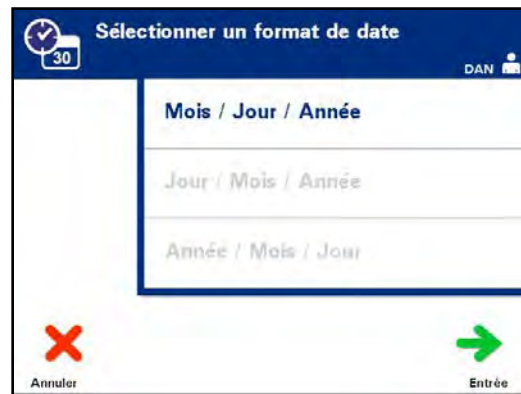 Sélectionner un format de date
30
DAN
Mois / Jour / Année
Jour / Mois / Année
Année / Mois / Jour
Annuler
Entrée